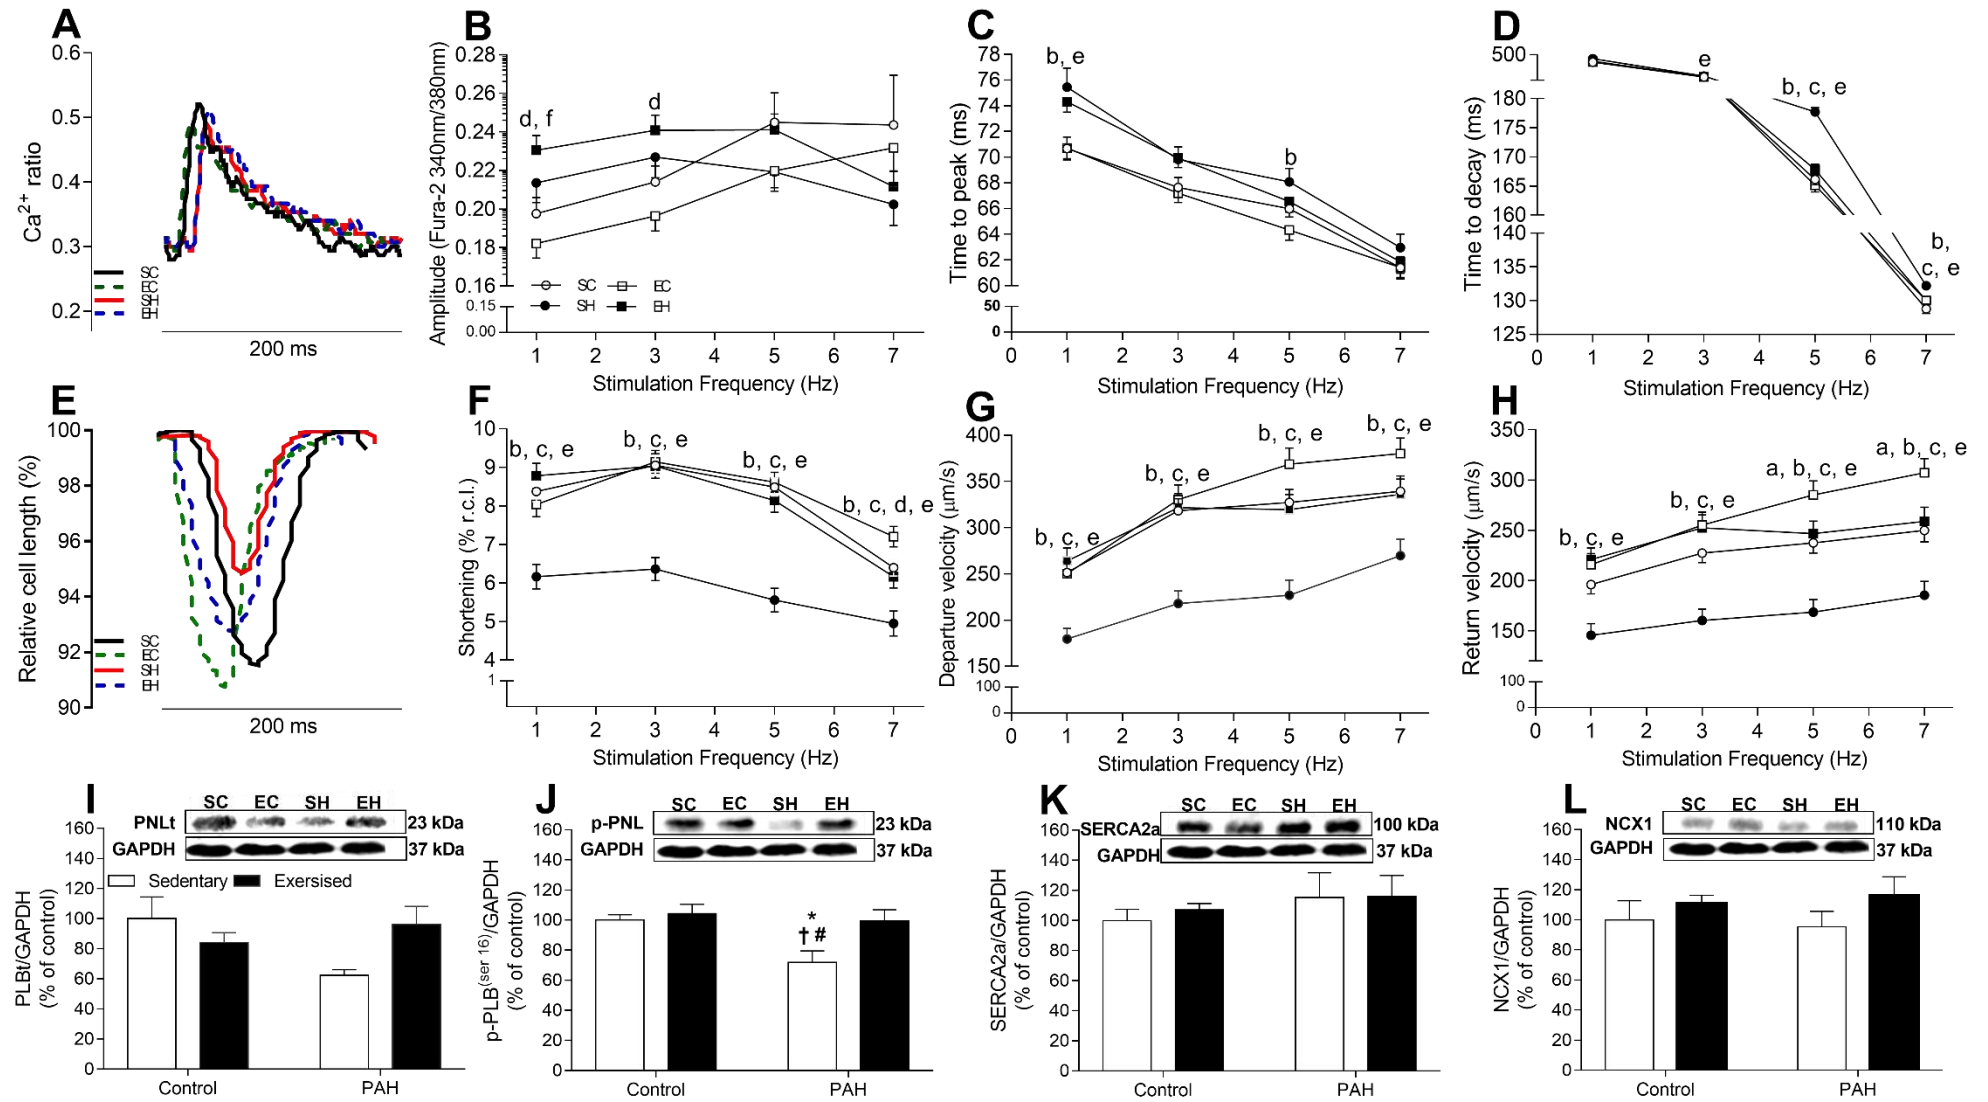 A
0.6
0.5
0.4
0.3
0.2
Ca2+ ratio
SC
EC
SH
EH
200 ms
B
0.28
0.26
0.24
0.22
0.20
0.18
0.16
0.15
0.00
Amplitude (Fura-2 340nm/380nm)
d, f
d
SC
EC
SH
EH
1 2 3 4 5 6 7
Stimulation Frequency (Hz)
C
78
76
74
72
70
68
66
64
62
60
50
0
Time to peak (ms)
b, e
b
0 1 2 3 4 5 6 7
Stimulation Frequency (Hz)
D
500
180
170
165
160
140
130
125
Time to decay (ms)
e
b, c, e
b,
c, e
0 1 2 3 4 5 6 7
Stimulation Frequency (Hz)
E
100
98
96
94
92
90
Relative cell length (%)
SC
EC
SH
EH
200 ms
F
10
9
8
7
6
5
4
1
Shortening (% r.c.l.)
b, c, e
b, c, e
b, c, e
b, c, d, e
1 2 3 4 5 6 7
Stimulation Frequency (Hz)
G
400
350
300
250
200
150
100
0
Departure velocity (µm/s)
b, c, e
b, c, e
b, c, e
b, c, e
0 1 2 3 4 5 6 7
Stimulation Frequency (Hz)
H
350
300
250
200
150
100
0
Return velocity (µm/s)
b, c, e
b, c, e
a, b, c, e
a, b, c, e
0 1 2 3 4 5 6 7
Stimulation Frequency (Hz)
I
SC EC SH EH
PNLt 23 kDa
GAPDH 37 kDa
Sedentary Exersised
160
140
120
100
80
60
40
20
0
PLBt/GAPDH
(% of control)
Control PAH
J
SC EC SH EH
p-PNL 23 kDa
GAPDH 37 kDa
160
140
120
100
80
60
40
20
0
p-PLB(ser 16)/GAPDH
(% of control)
*
† #
Control PAH
K
SC EC SH EH
SERCA2a 100 kDa
GAPDH 37 kDa
160
140
120
100
80
60
40
20
0
SERCA2a/GAPDH
(% of control)
Control PAH
L
SC EC SH EH
NCX1 110 kDa
GAPDH 37 kDa
160
140
120
100
80
60
40
20
0
NCX1/GAPDH
(% of control)
Control PAH